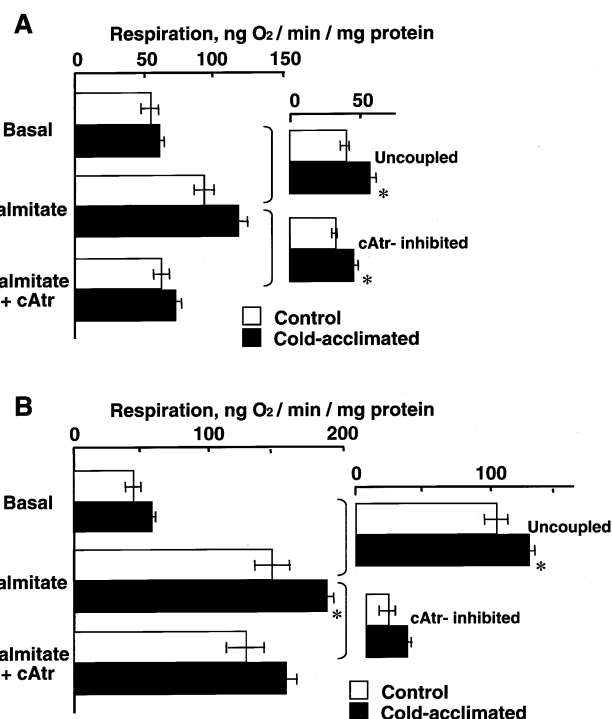 A
Respiration, ng O2 / min / mg protein
0 50 100 150
0 50
Basal
Uncoupled
*
almitate
cAtr- inhibited
*
almitate
+ cAtr
Control
Cold-acclimated
B
Respiration, ng O2 / min / mg protein
0 100 200
0 100
Basal
Uncoupled
*
almitate
*
cAtr- inhibited
almitate
+ cAtr
Control
Cold-acclimated